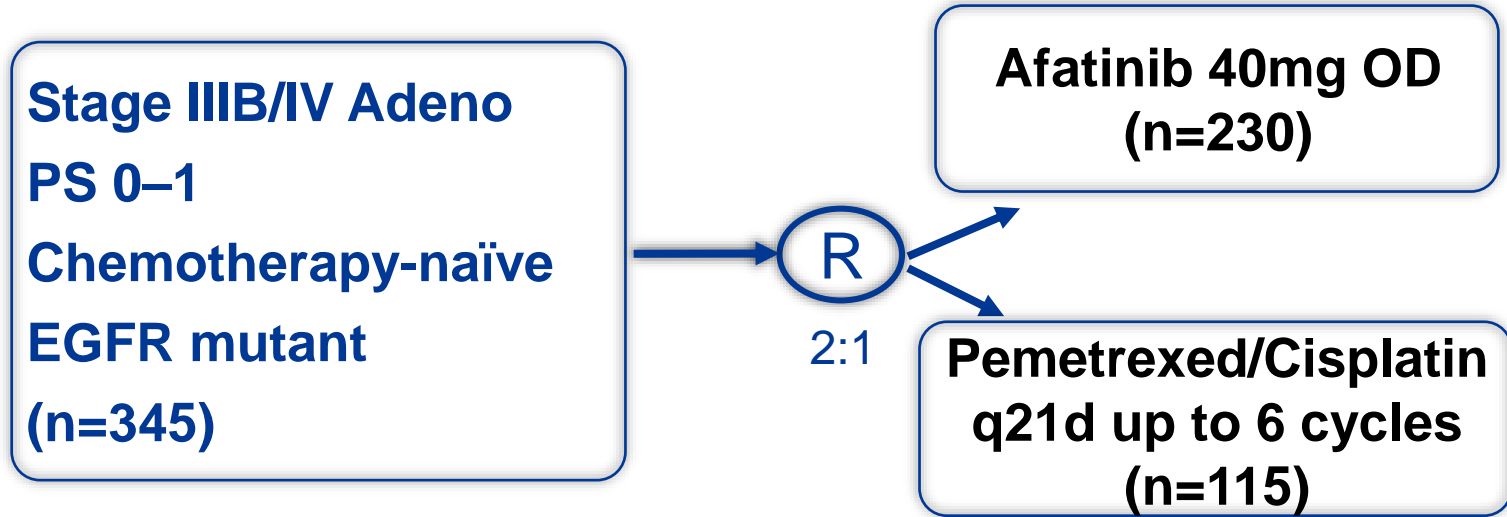 Stage IIIB/IV Adeno
PS 0–1
Chemotherapy-naïve
EGFR mutant
(n=345)
R
2:1
Afatinib 40mg OD
(n=230)
Pemetrexed/Cisplatin
q21d up to 6 cycles
(n=115)